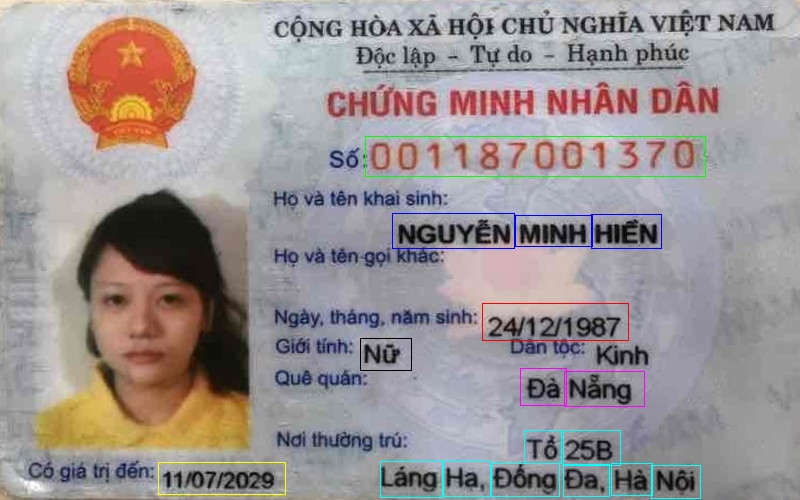 CỘNG HÒA XÃ HỘI CHỦ NGHĨA VIỆT NAM
Độc lập - Tự do - Hạnh phúc
CHỨNG MINH NHÂN DÂN
Số: 001187001370
Họ và tên khai sinh:
NGUYỄN MINH HIỀN
Họ và tên gọi khác:
Ngày, tháng, năm sinh: 24/12/1987
Giới tính: Nữ Dân tộc: Kinh
Quê quán: Đà Nẵng
Nơi thường trú: Tổ 25B
Láng Hạ, Đống Đa, Hà Nội
Có giá trị đến: 11/07/2029